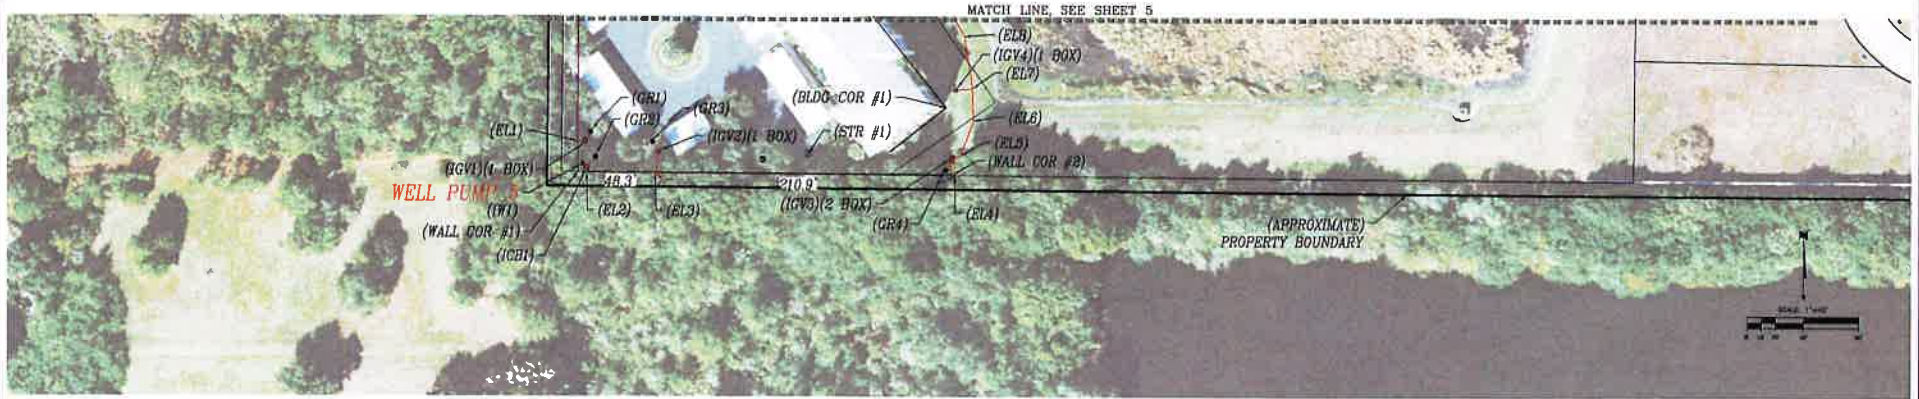 MATCH LINE, SEE SHEET 5
(EL8)
(IGV4)(1 BOX)
(EL7)
(BLDG COR #1)
(GR1)
(GR3)
(GR2)
(EL6)
(EL1)
(IGV2)(1 BOX)
(STR #1)
(EL5)
(WALL COR #2)
(IGV1)(1 BOX)
48.3'
210.9'
WELL PUMP 5
(IW1)
(EL2)
(EL3)
(IGV3)(2 BOX)
(EL4)
(GR4)
(WALL COR #1)
(ICB1)
(APPROXIMATE)
PROPERTY BOUNDARY
N